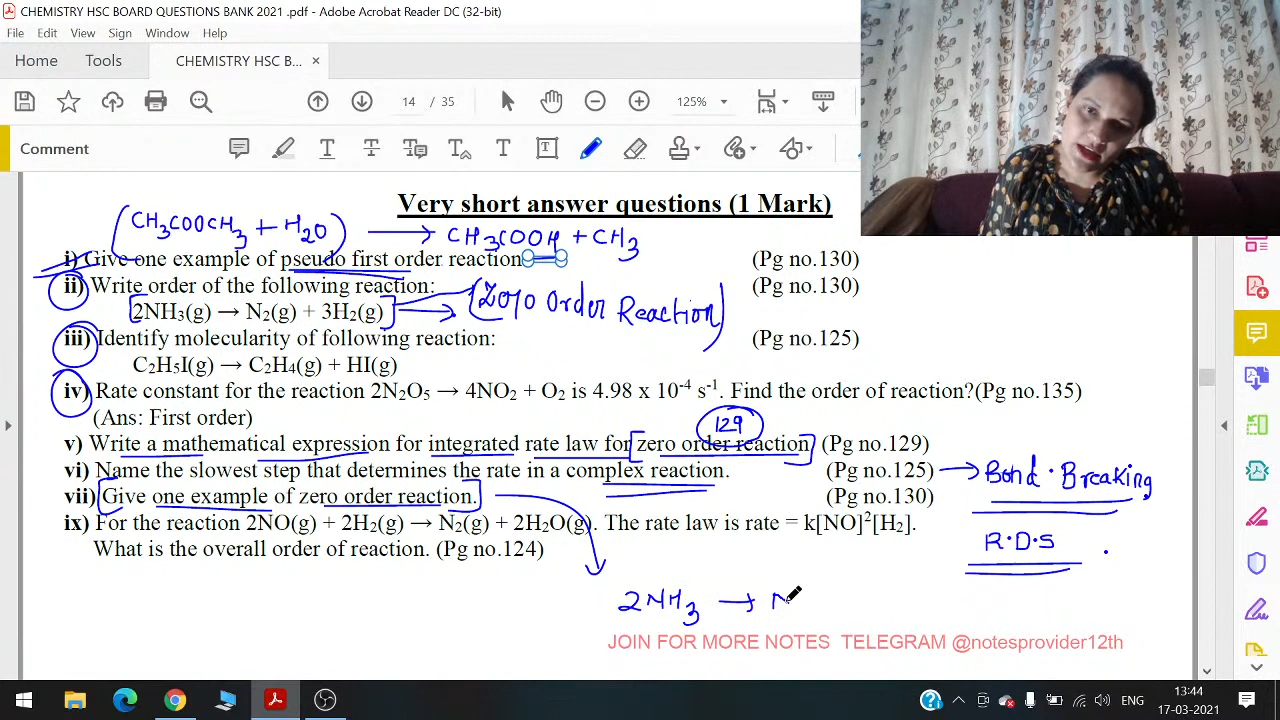 CHEMISTRY HSC BOARD QUESTIONS BANK 2021 .pdf - Adobe Acrobat Reader DC (32-bit)
File Edit View Sign Window Help
Home Tools CHEMISTRY HSC B... ×
14 / 35 125%
Comment
Very short answer questions (1 Mark)
(CH3COOCH3 + H2O) → CH3COOH + CH3
i) Give one example of pseudo first order reaction (Pg no.130)
ii) Write order of the following reaction: (Pg no.130)
2NH₃(g) → N₂(g) + 3H₂(g) (Zero Order Reaction)
iii) Identify molecularity of following reaction: (Pg no.125)
C₂H₅I(g) → C₂H₄(g) + HI(g)
iv) Rate constant for the reaction 2N₂O₅ → 4NO₂ + O₂ is 4.98 x 10⁻⁴ s⁻¹. Find the order of reaction?(Pg no.135)
(Ans: First order)
129
v) Write a mathematical expression for integrated rate law for [zero order reaction] (Pg no.129)
vi) Name the slowest step that determines the rate in a complex reaction. (Pg no.125) → Bond · Breaking
vii) [Give one example of zero order reaction.] (Pg no.130)
ix) For the reaction 2NO(g) + 2H₂(g) → N₂(g) + 2H₂O(g). The rate law is rate = k[NO]²[H₂].
R·D·S
What is the overall order of reaction. (Pg no.124)
2NH3 → N
JOIN FOR MORE NOTES TELEGRAM @notesprovider12th
ENG 13:44
17-03-2021